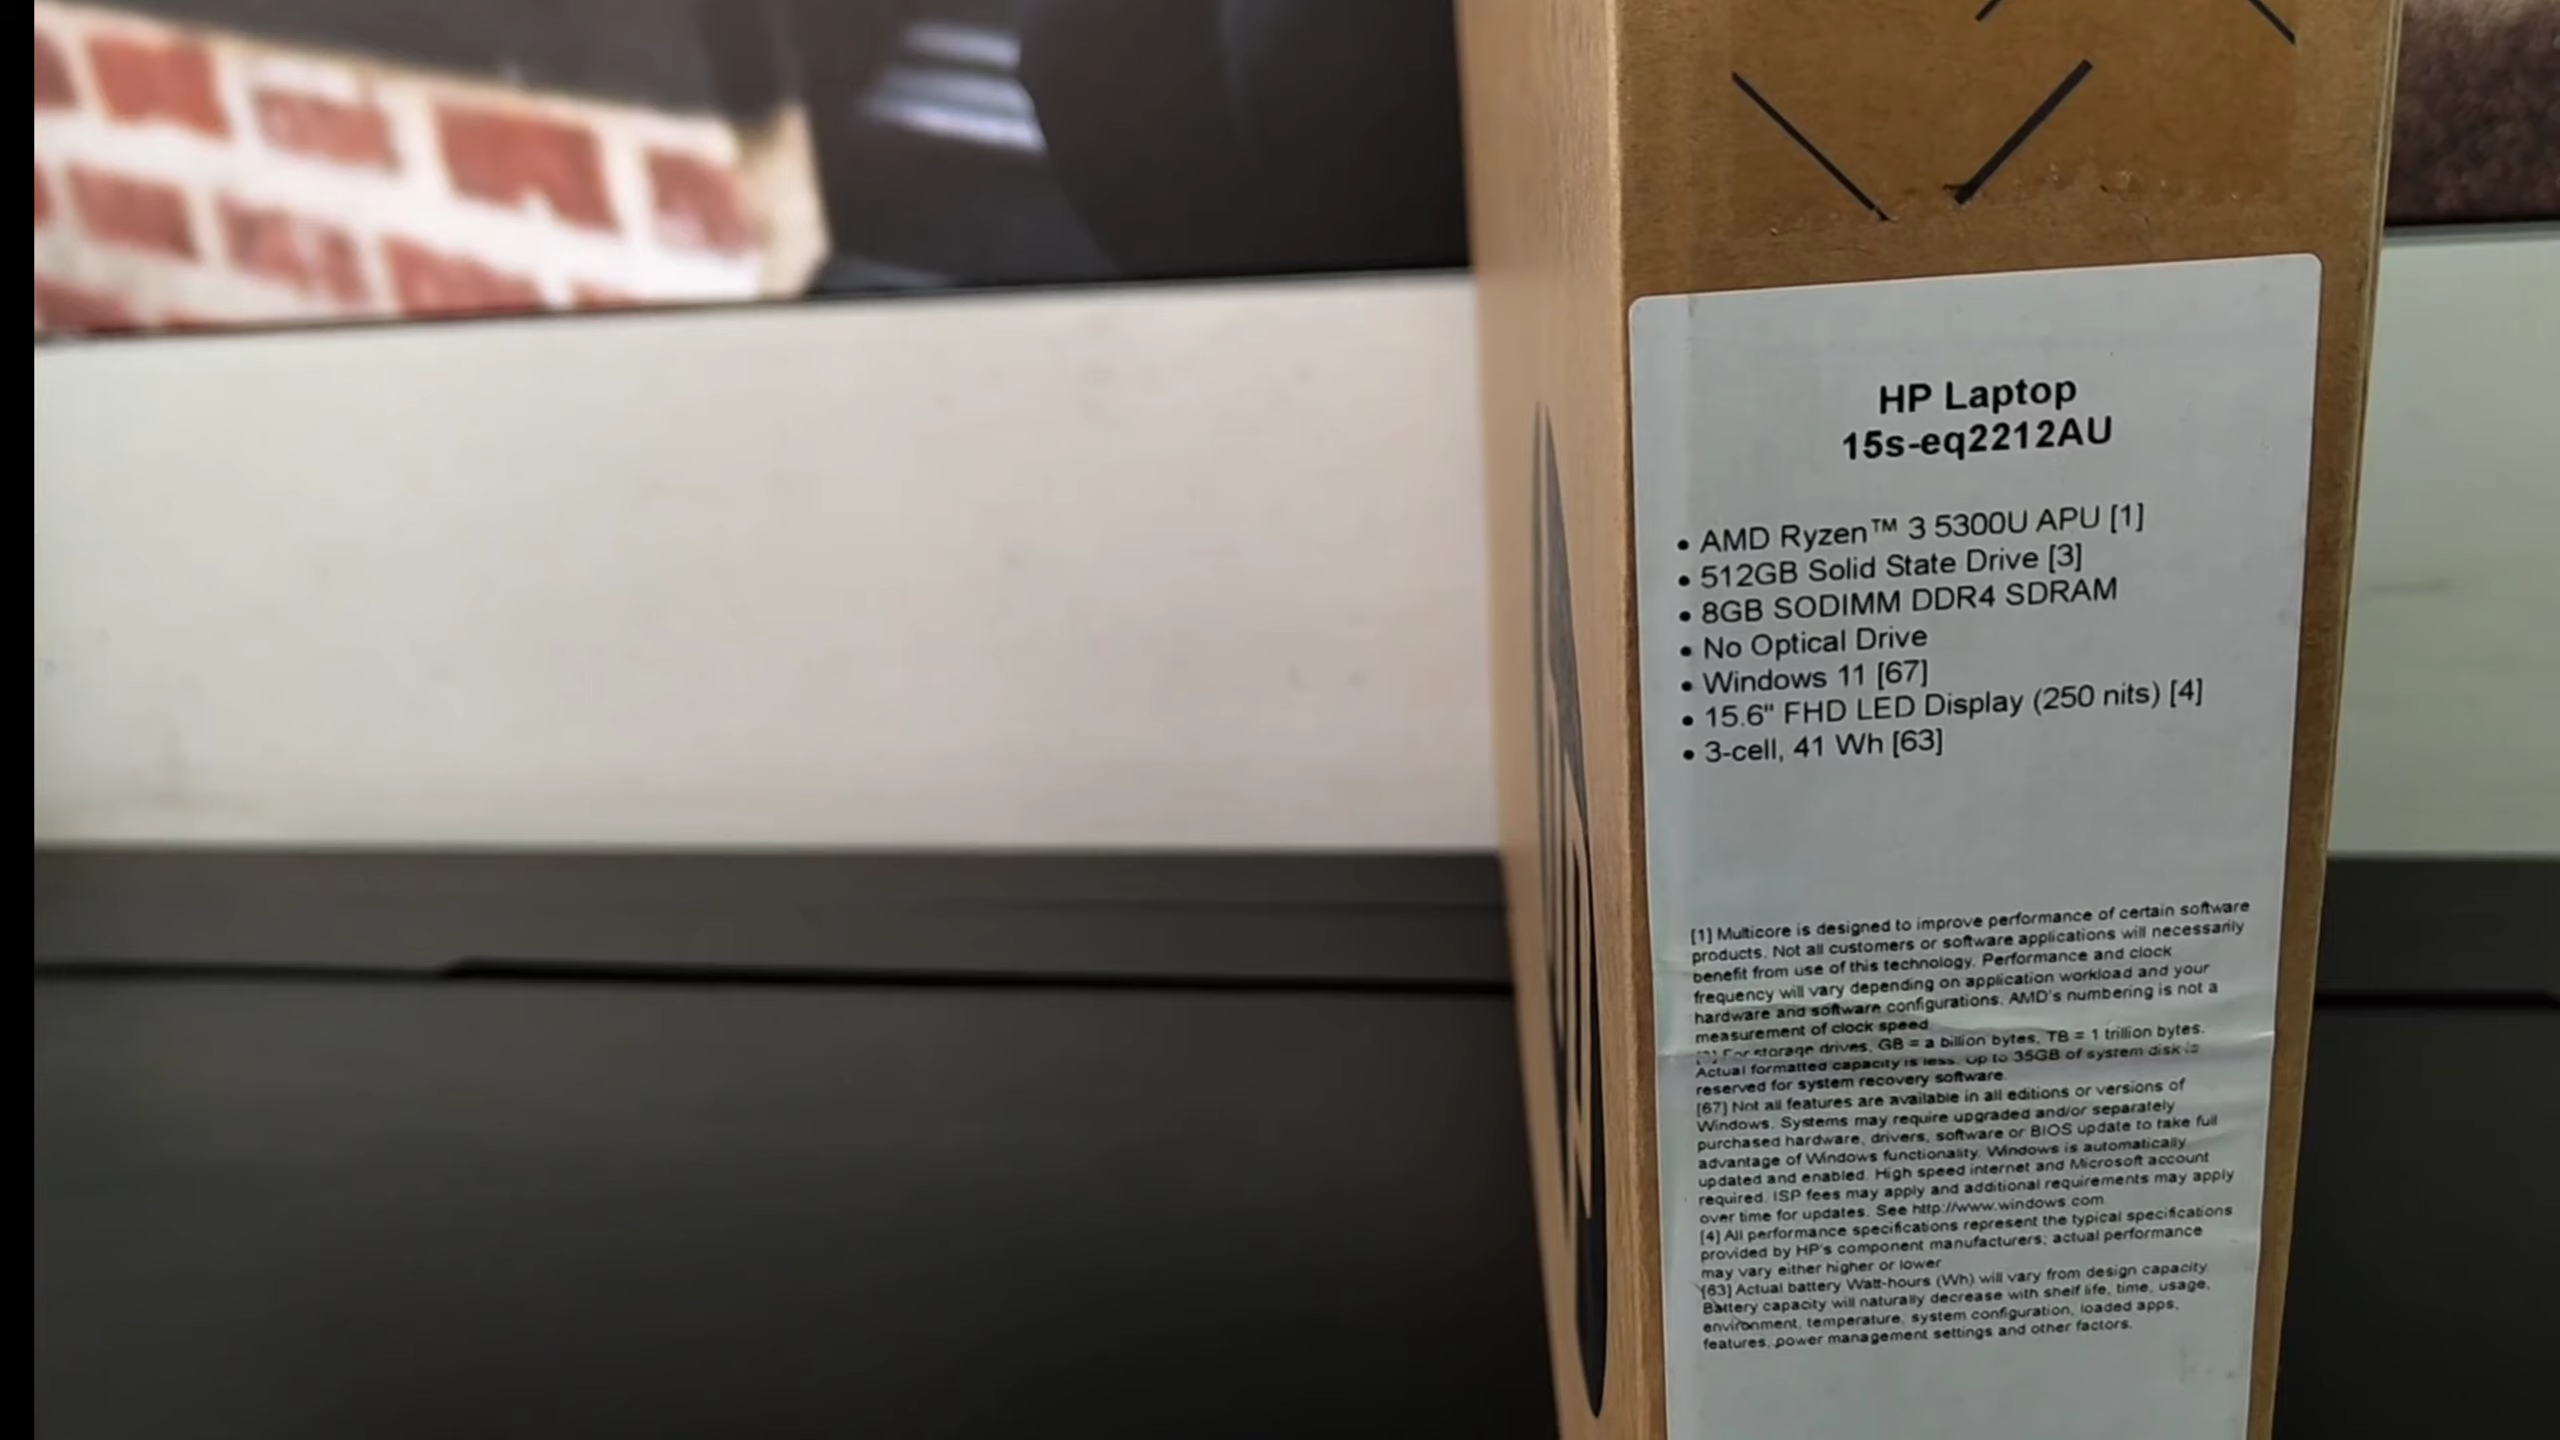 HP Laptop
15s-eq2212AU
• AMD Ryzen™ 3 5300U APU [1]
• 512GB Solid State Drive [3]
• 8GB SODIMM DDR4 SDRAM
• No Optical Drive
• Windows 11 [67]
• 15.6" FHD LED Display (250 nits) [4]
• 3-cell, 41 Wh [63]
[1] Multicore is designed to improve performance of certain software
products. Not all customers or software applications will necessarily
benefit from use of this technology. Performance and clock
frequency will vary depending on application workload and your
hardware and software configurations. AMD's numbering is not a
measurement of clock speed
[3] For storage drives, GB = a billion bytes, TB = 1 trillion bytes.
Actual formatted capacity is less. Up to 35GB of system disk is
reserved for system recovery software.
[67] Not all features are available in all editions or versions of
Windows. Systems may require upgraded and/or separately
purchased hardware, drivers, software or BIOS update to take full
advantage of Windows functionality. Windows is automatically
updated and enabled. High speed internet and Microsoft account
required. ISP fees may apply and additional requirements may apply
over time for updates. See http://www.windows.com
[4] All performance specifications represent the typical specifications
provided by HP's component manufacturers; actual performance
may vary either higher or lower
[63] Actual battery Watt-hours (Wh) will vary from design capacity.
Battery capacity will naturally decrease with shelf life, time, usage,
environment, temperature, system configuration, loaded apps,
features, power management settings and other factors.